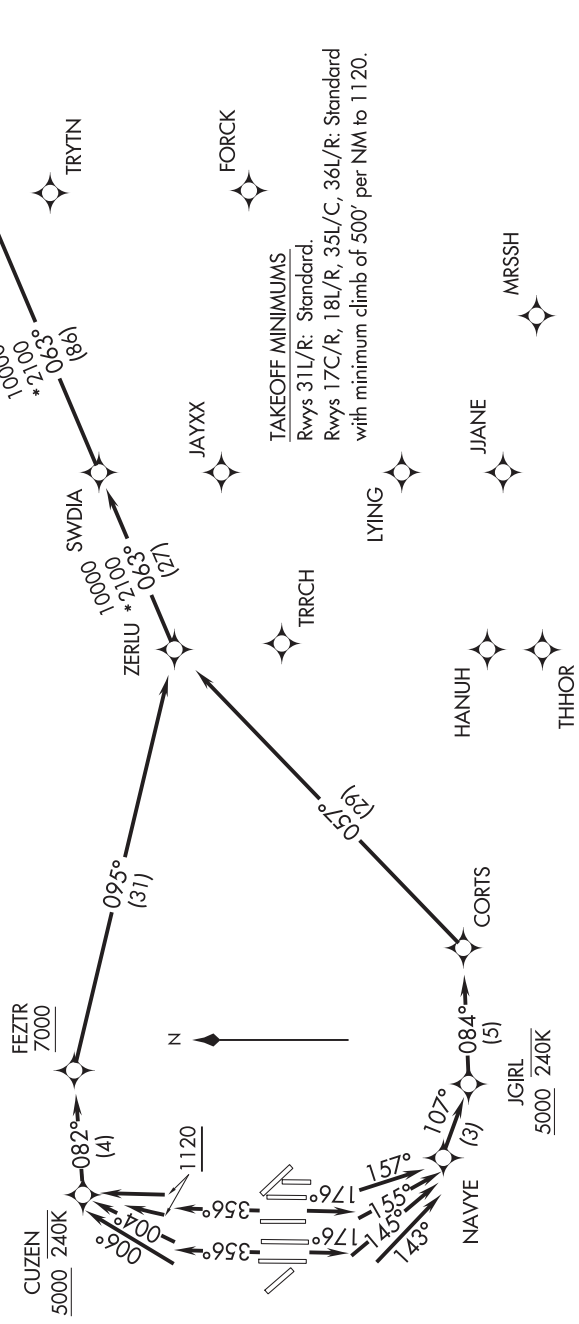 TRYTN
FORCK
10000
*2100
063°
(86)
TAKEOFF MINIMUMS
Rwys 31L/R: Standard.
Rwys 17C/R, 18L/R, 35L/C, 36L/R: Standard
with minimum climb of 500' per NM to 1120.
MRSSH
SWDIA
JAYXX
LYING
JJANE
10000
*2100
063°
(27)
ZERLU
TRRCH
HANUH
THHOR
095°
(31)
057°
(29)
CORTS
FEZTR
7000
N
082°
(4)
084°
(5)
JGIRL
5000 240K
107°
(3)
NAVYE
CUZEN
5000 240K
1120
006°
004°
356°
356°
176°
176°
157°
155°
145°
143°